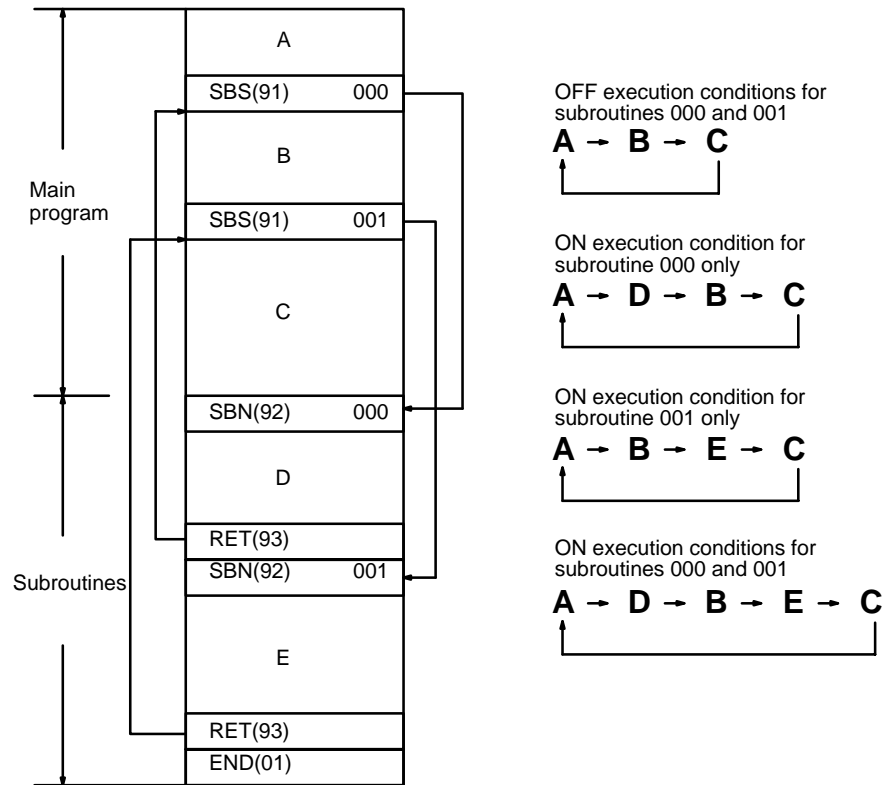 A
SBS(91) 000
B
Main
program
SBS(91) 001
C
SBN(92) 000
D
RET(93)
SBN(92) 001
Subroutines
E
RET(93)
END(01)
OFF execution conditions for
subroutines 000 and 001
A → B → C
ON execution condition for
subroutine 000 only
A → D → B → C
ON execution condition for
subroutine 001 only
A → B → E → C
ON execution conditions for
subroutines 000 and 001
A → D → B → E → C